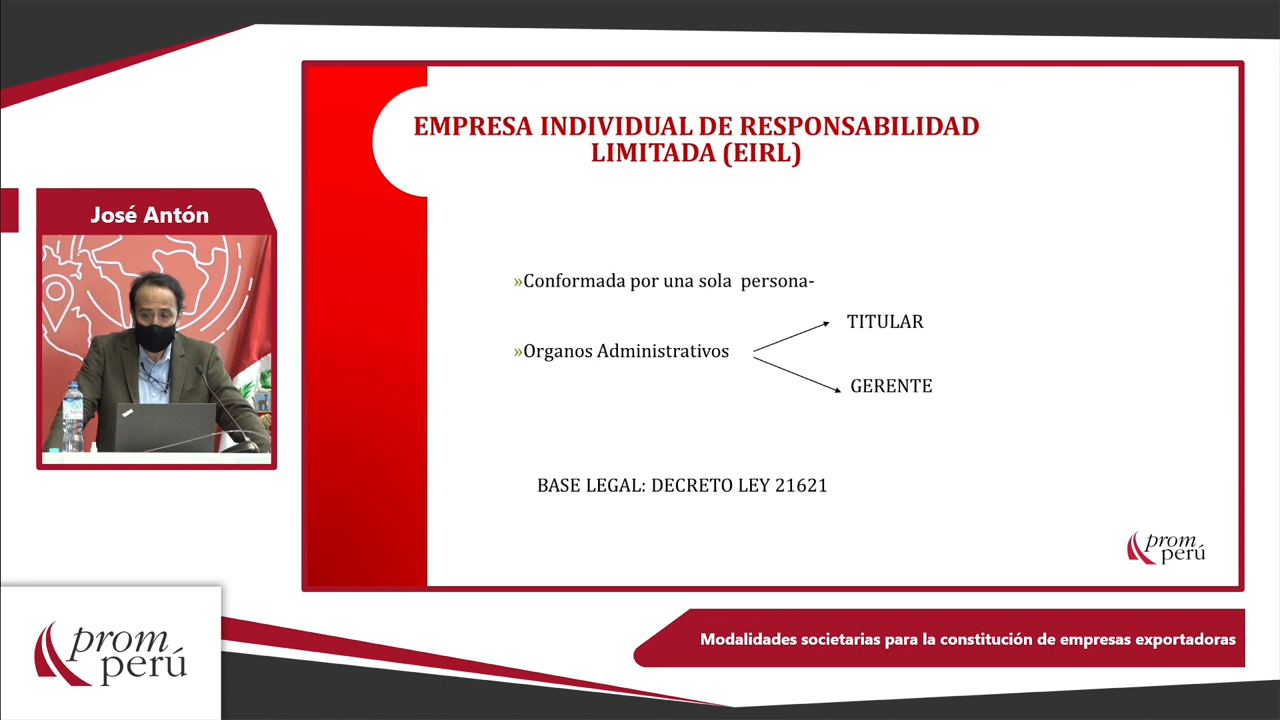 José Antón
EMPRESA INDIVIDUAL DE RESPONSABILIDAD
LIMITADA (EIRL)
»Conformada por una sola persona-
TITULAR
»Organos Administrativos
GERENTE
BASE LEGAL: DECRETO LEY 21621
prom
perú
Modalidades societarias para la constitución de empresas exportadoras
prom
perú